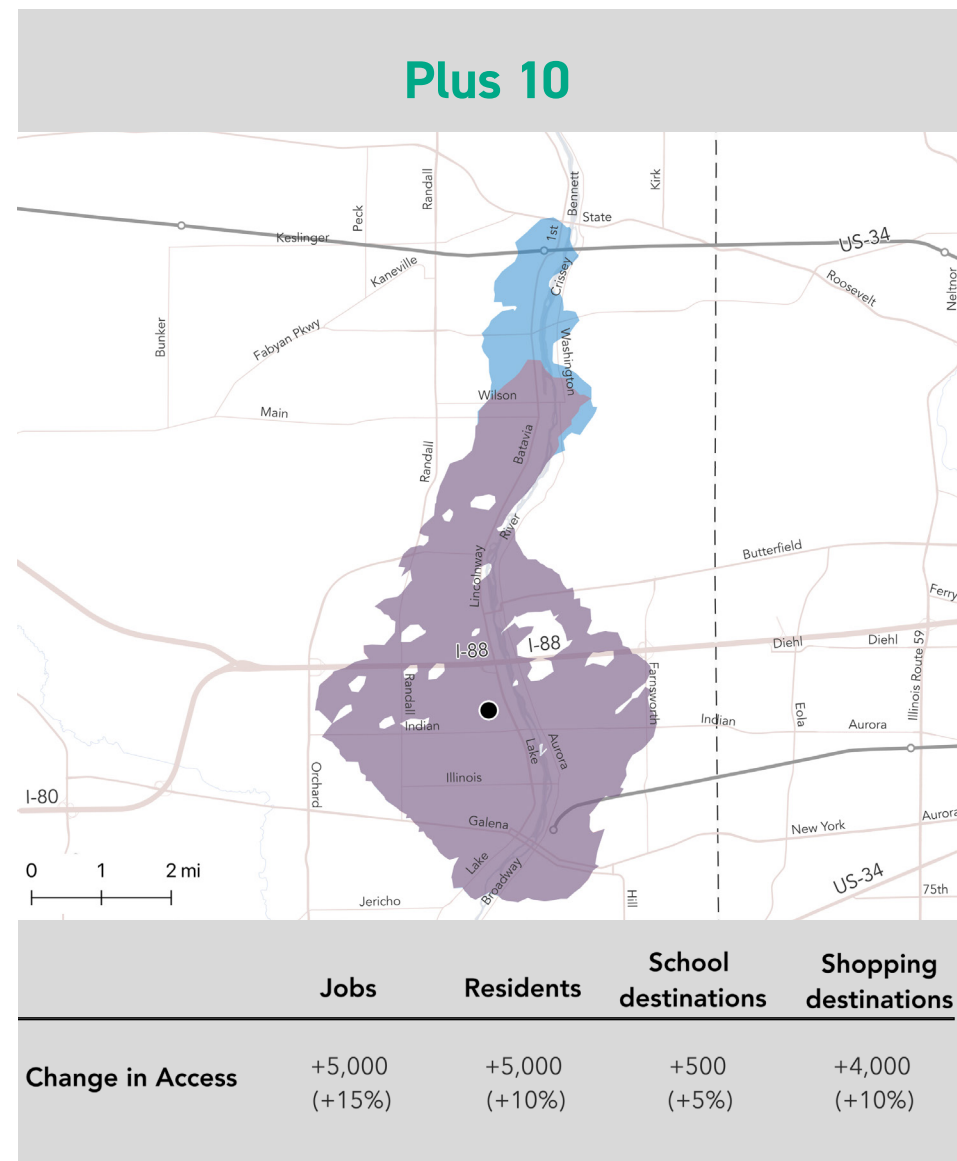 Plus 10
Bennett
Kirk
Randall
Peck
State
1st
Keslinger
US-34
Kaneville
Crissey
Roosevelt
Neltnor
Bunker
Fabyan Pkwy
Washington
Wilson
Main
Batavia
Randall
River
Butterfield
Lincolnway
Ferry
I-88
I-88
Diehl
Diehl
Illinois Route 59
Farnsworth
Randall
Indian
Indian
Eola
Aurora
Lake
Aurora
Orchard
Illinois
I-80
Galena
New York
Aurora
Lake
Broadway
US-34
75th
Jericho
Hill
0 1 2 mi
Jobs Residents School destinations Shopping destinations
Change in Access +5,000 +5,000 +500 +4,000
(+15%) (+10%) (+5%) (+10%)